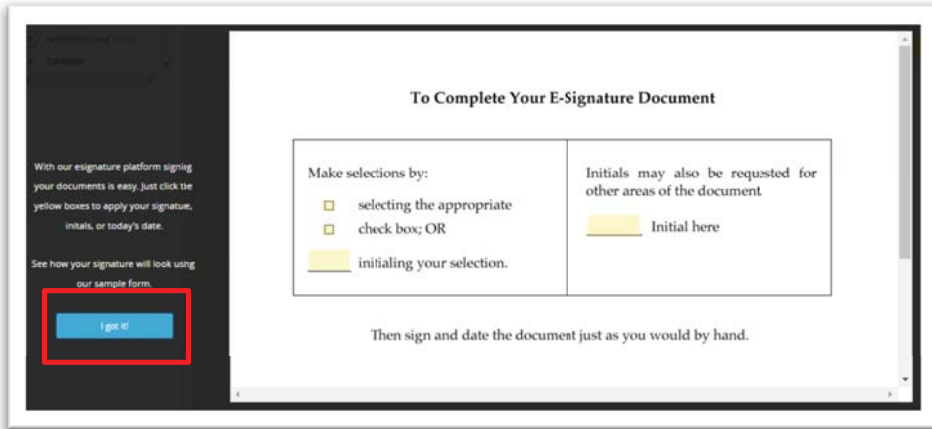 With our esignature platform signing
your documents is easy. Just click the
yellow boxes to apply your signatue,
initals, or today's date.
See how your signature will look using
our sample form.
I got it!
To Complete Your E-Signature Document
Make selections by:
selecting the appropriate
check box; OR
initialing your selection.
Initials may also be requested for
other areas of the document.
Initial here
Then sign and date the document just as you would by hand.